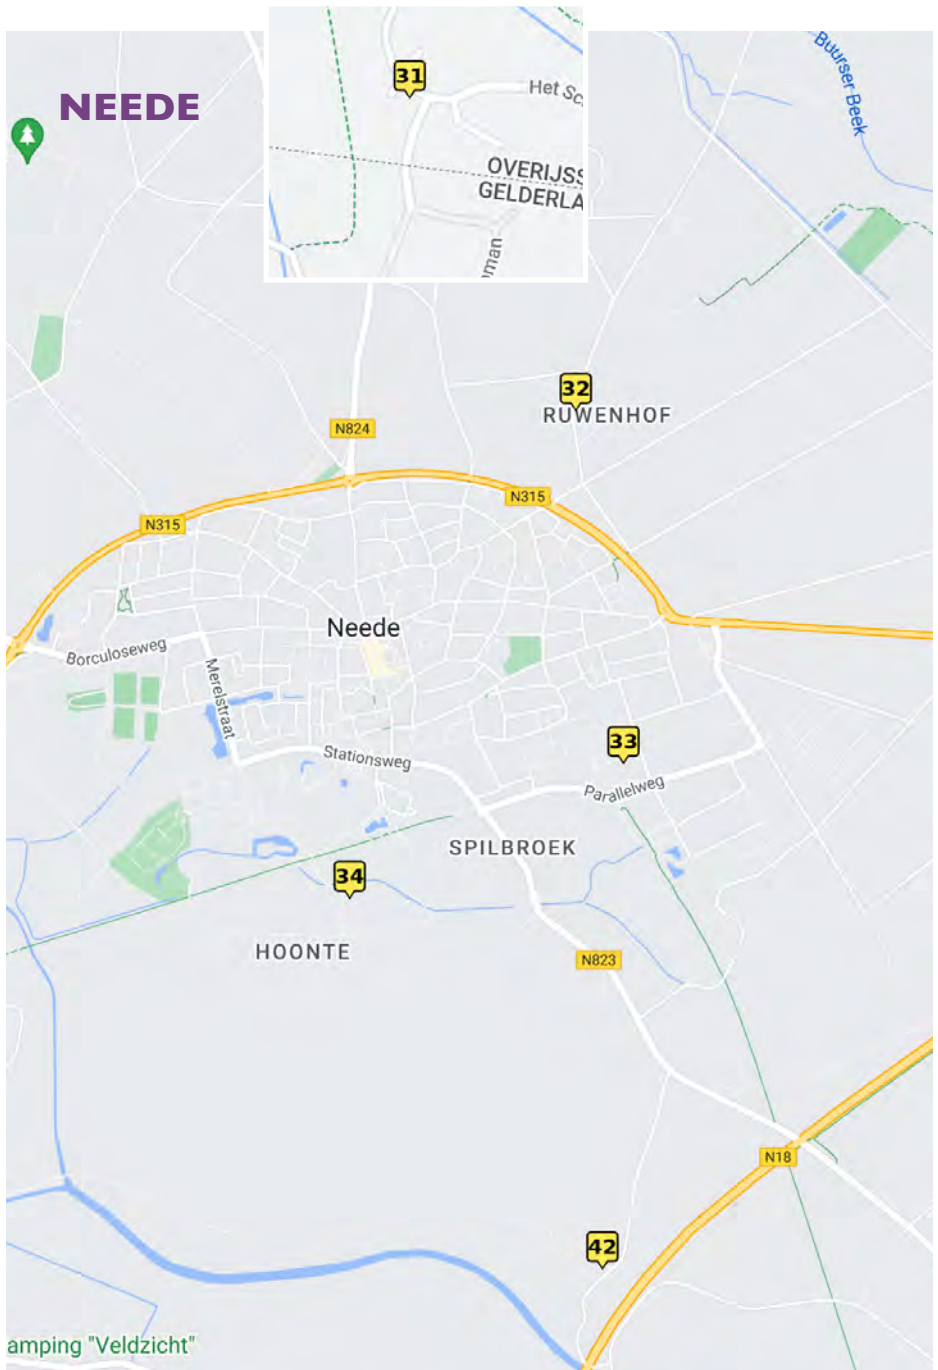 NEEDE
31
Het Sc
OVERIJSS
GELDERLA
man
Buurser Beek
32
RUWENHOF
N824
N315
N315
Neede
Borculoseweg
Merelstraat
Stationsweg
33
Parallelweg
SPILBROEK
34
HOONTE
N823
N18
42
amping "Veldzicht"